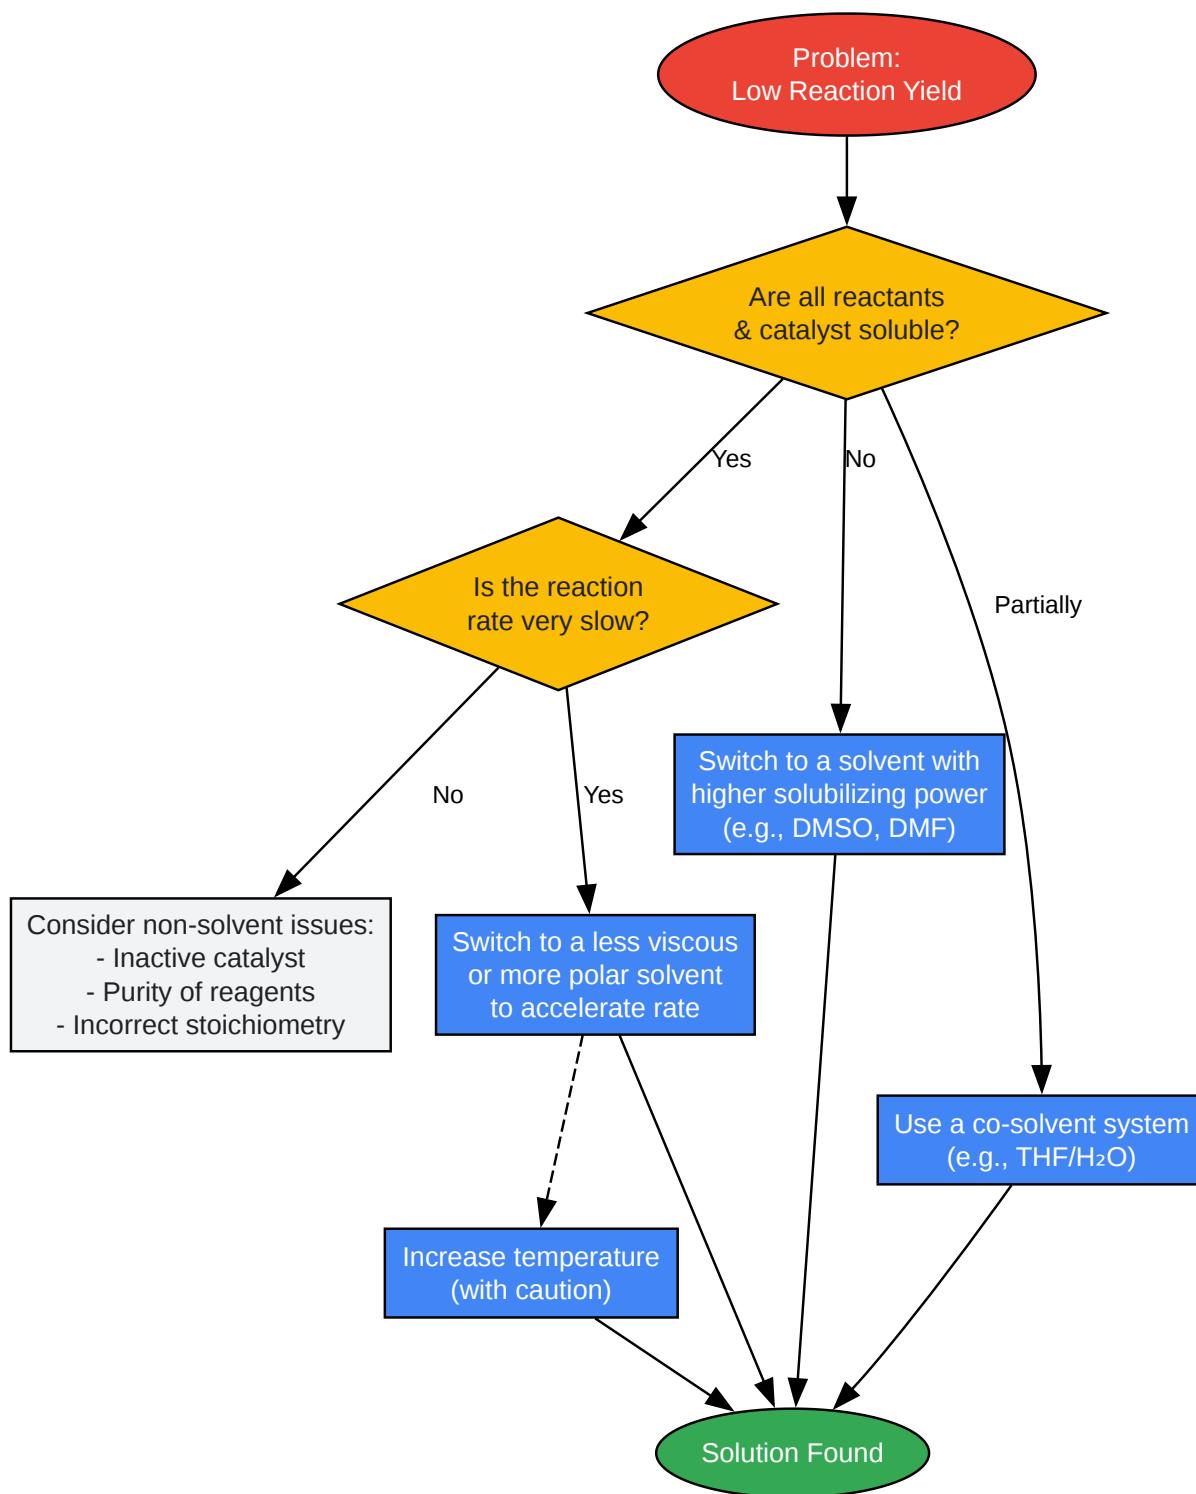 Problem:
Low Reaction Yield
Are all reactants
& catalyst soluble?
Yes
No
Partially
Is the reaction
rate very slow?
No
Yes
Switch to a solvent with
higher solubilizing power
(e.g., DMSO, DMF)
Consider non-solvent issues:
- Inactive catalyst
- Purity of reagents
- Incorrect stoichiometry
Switch to a less viscous
or more polar solvent
to accelerate rate
Use a co-solvent system
(e.g., THF/H₂O)
Increase temperature
(with caution)
Solution Found